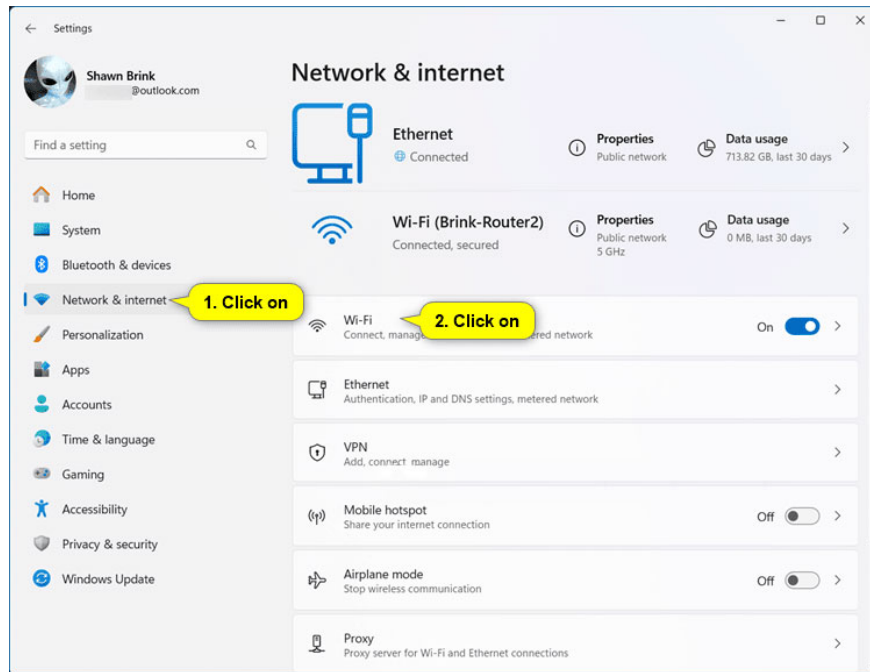 Settings
Shawn Brink
@outlook.com
Find a setting
Home
System
Bluetooth & devices
Network & internet
Personalization
Apps
Accounts
Time & language
Gaming
Accessibility
Privacy & security
Windows Update
1. Click on
Network & internet
Ethernet
Connected
Properties
Public network
Data usage
713.82 GB, last 30 days
Wi-Fi (Brink-Router2)
Connected, secured
Properties
Public network
5 GHz
Data usage
0 MB, last 30 days
Wi-Fi
2. Click on
Connect, manage metered network
On
Ethernet
Authentication, IP and DNS settings, metered network
VPN
Add, connect manage
Mobile hotspot
Share your internet connection
Off
Airplane mode
Stop wireless communication
Off
Proxy
Proxy server for Wi-Fi and Ethernet connections